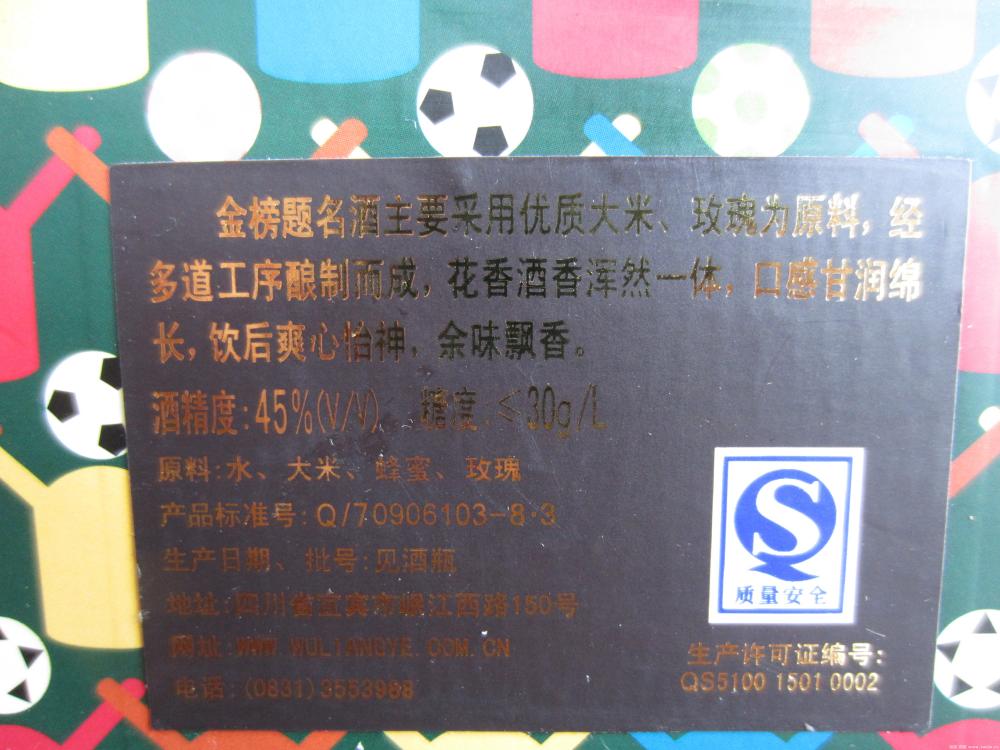 金榜题名酒主要采用优质大米、玫瑰为原料，经
多道工序酿制而成，花香酒香浑然一体，口感甘润绵
长，饮后爽心怡神，余味飘香。
酒精度：45%(V/V) 糖度：≤30g/L
原料：水、大米、蜂蜜、玫瑰
产品标准号：Q/70906103-8·3
生产日期、批号：见酒瓶
地址：四川省宜宾市岷江西路150号
网址：WWW.WULIANGYE.COM.CN
电话：(0831)3553988
质量安全
生产许可证编号：
QS5100 1501 0002